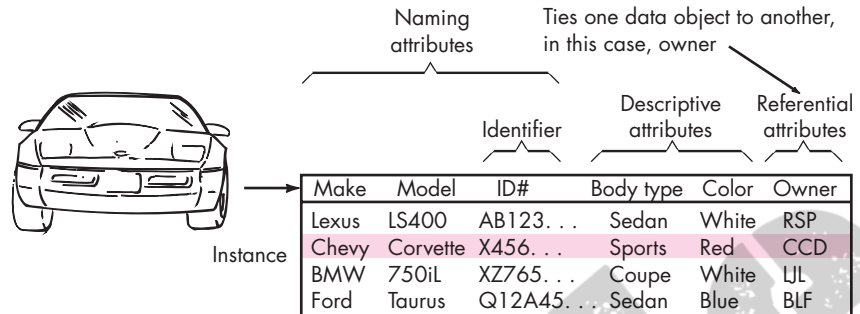 Naming
attributes
Ties one data object to another,
in this case, owner
Identifier
Descriptive
attributes
Referential
attributes
Make Model ID# Body type Color Owner
Instance
Lexus LS400 AB123. . . Sedan White RSP
Chevy Corvette X456. . . Sports Red CCD
BMW 750iL XZ765. . . Coupe White LJL
Ford Taurus Q12A45. . . Sedan Blue BLF